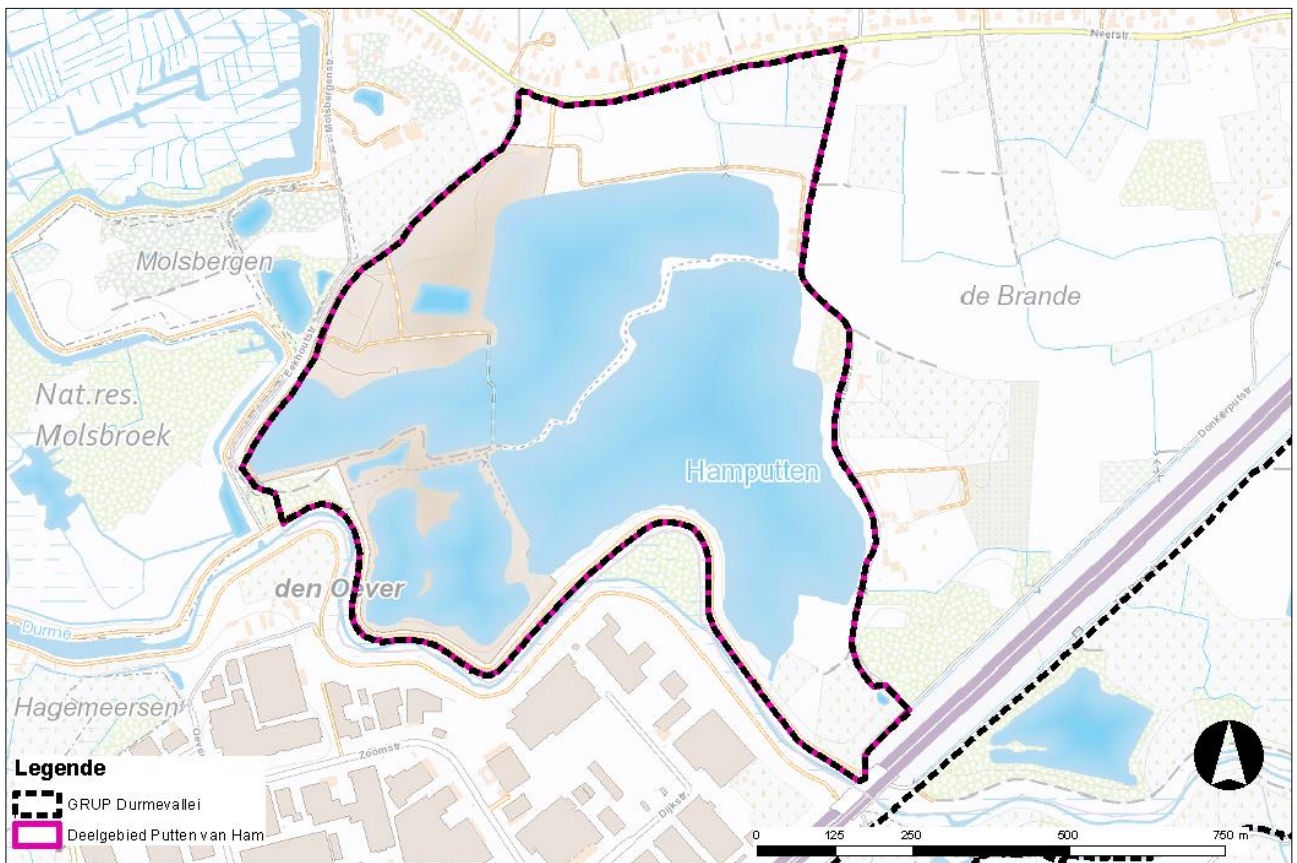 Neerstr.
Molsbergenstr.
Molsbergen
de Brande
Eekhoutstr.
Nat.res.
Molsbroek
Donkerputstr.
Hamputten
den Oever
Durme
Hagemeersen
Zoomstr.
Dijkstr.
Legende
GRUP Durmevallei
Deelgebied Putten van Ham
0 125 250 500 750 m